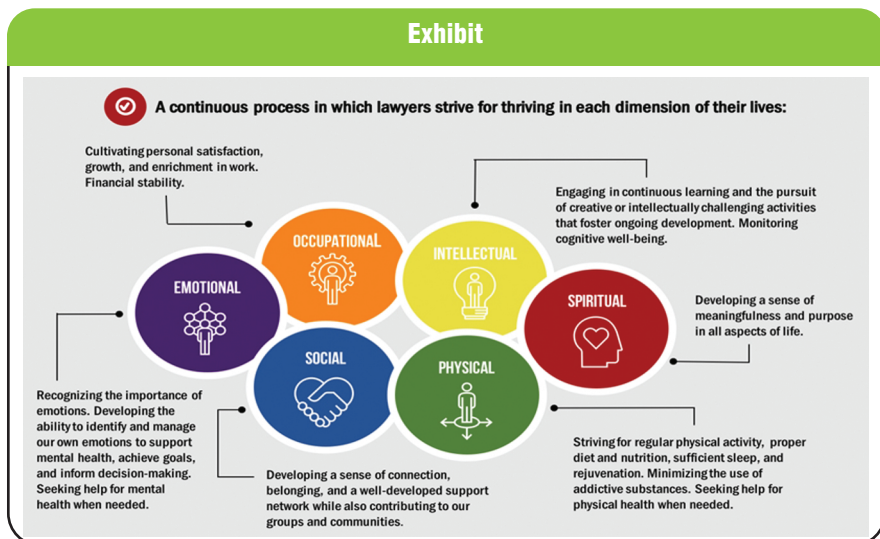 Exhibit
A continuous process in which lawyers strive for thriving in each dimension of their lives:
Cultivating personal satisfaction,
growth, and enrichment in work.
Financial stability.
Engaging in continuous learning and the pursuit
of creative or intellectually challenging activities
that foster ongoing development. Monitoring
cognitive well-being.
OCCUPATIONAL
INTELLECTUAL
EMOTIONAL
SPIRITUAL
Developing a sense of
meaningfulness and purpose
in all aspects of life.
SOCIAL
PHYSICAL
Recognizing the importance of
emotions. Developing the
ability to identify and manage
our own emotions to support
mental health, achieve goals,
and inform decision-making.
Seeking help for mental
health when needed.
Developing a sense of connection,
belonging, and a well-developed support
network while also contributing to our
groups and communities.
Striving for regular physical activity, proper
diet and nutrition, sufficient sleep, and
rejuvenation. Minimizing the use of
addictive substances. Seeking help for
physical health when needed.